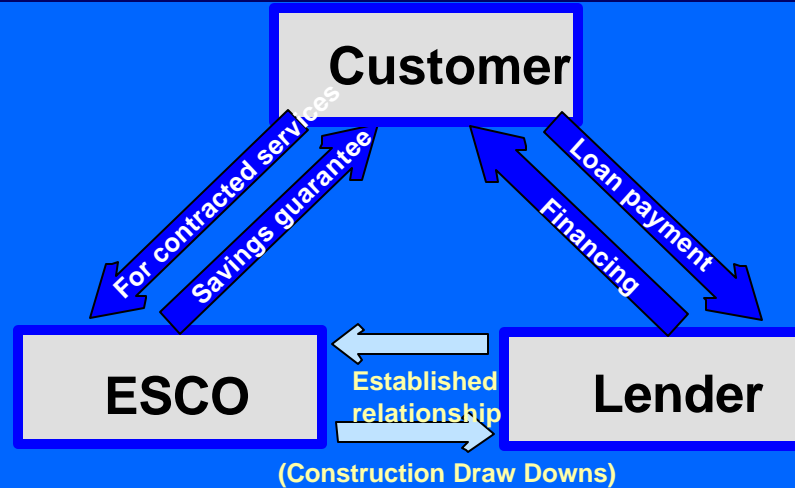 Customer
For contracted services
Savings guarantee
Loan payment
Financing
ESCO
Established
relationship
Lender
(Construction Draw Downs)